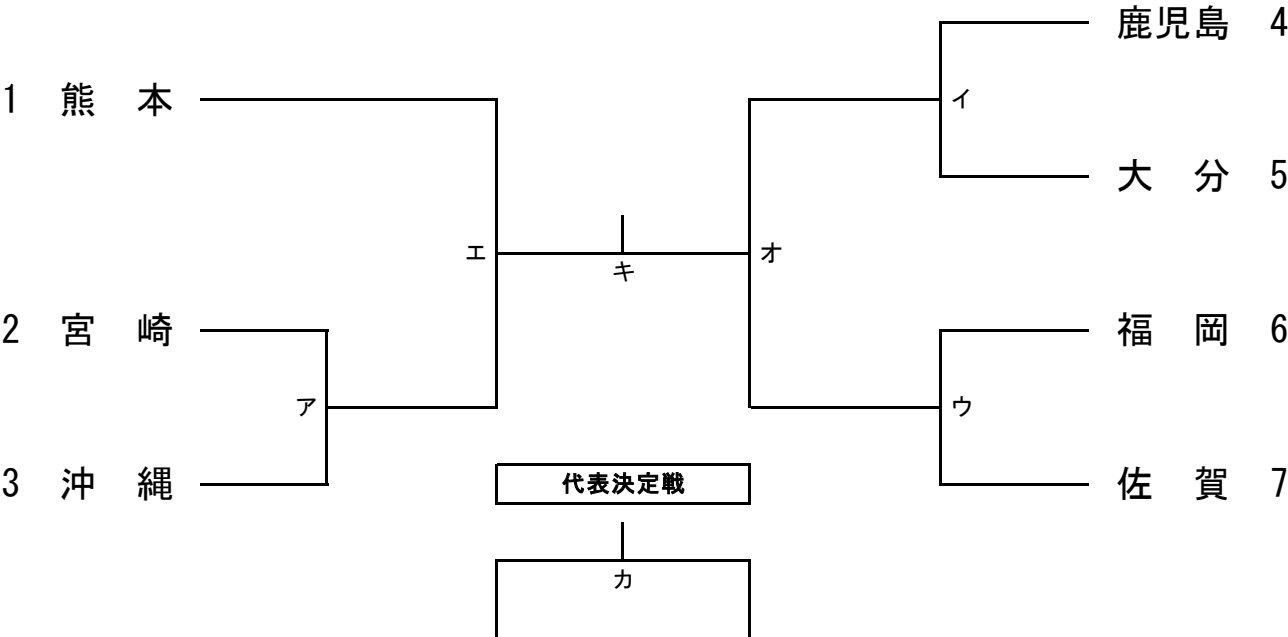 鹿児島 4
1 熊 本
イ
大 分 5
エ
キ
オ
2 宮 崎
福 岡 6
ア
ウ
3 沖 縄
代表決定戦
佐 賀 7
カ